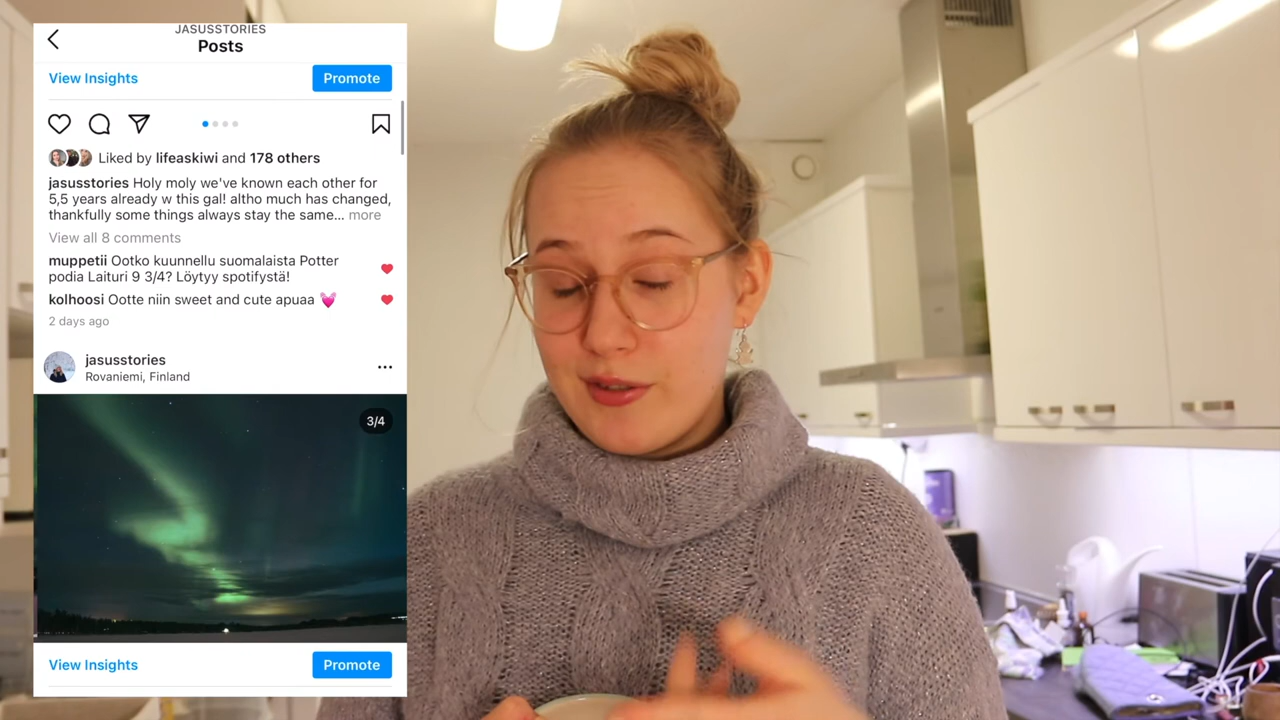 JASUSSTORIES
Posts
View Insights
Promote
Liked by lifeaskiwi and 178 others
jasusstories Holy moly we've known each other for
5,5 years already w this gal! altho much has changed,
thankfully some things always stay the same... more
View all 8 comments
muppetii Ootko kuunnellu suomalaista Potter
podia Laituri 9 3/4? Löytyy spotifystä!
kolhoosi Ootte niin sweet and cute apuaa 💓
2 days ago
jasusstories
Rovaniemi, Finland
3/4
View Insights
Promote